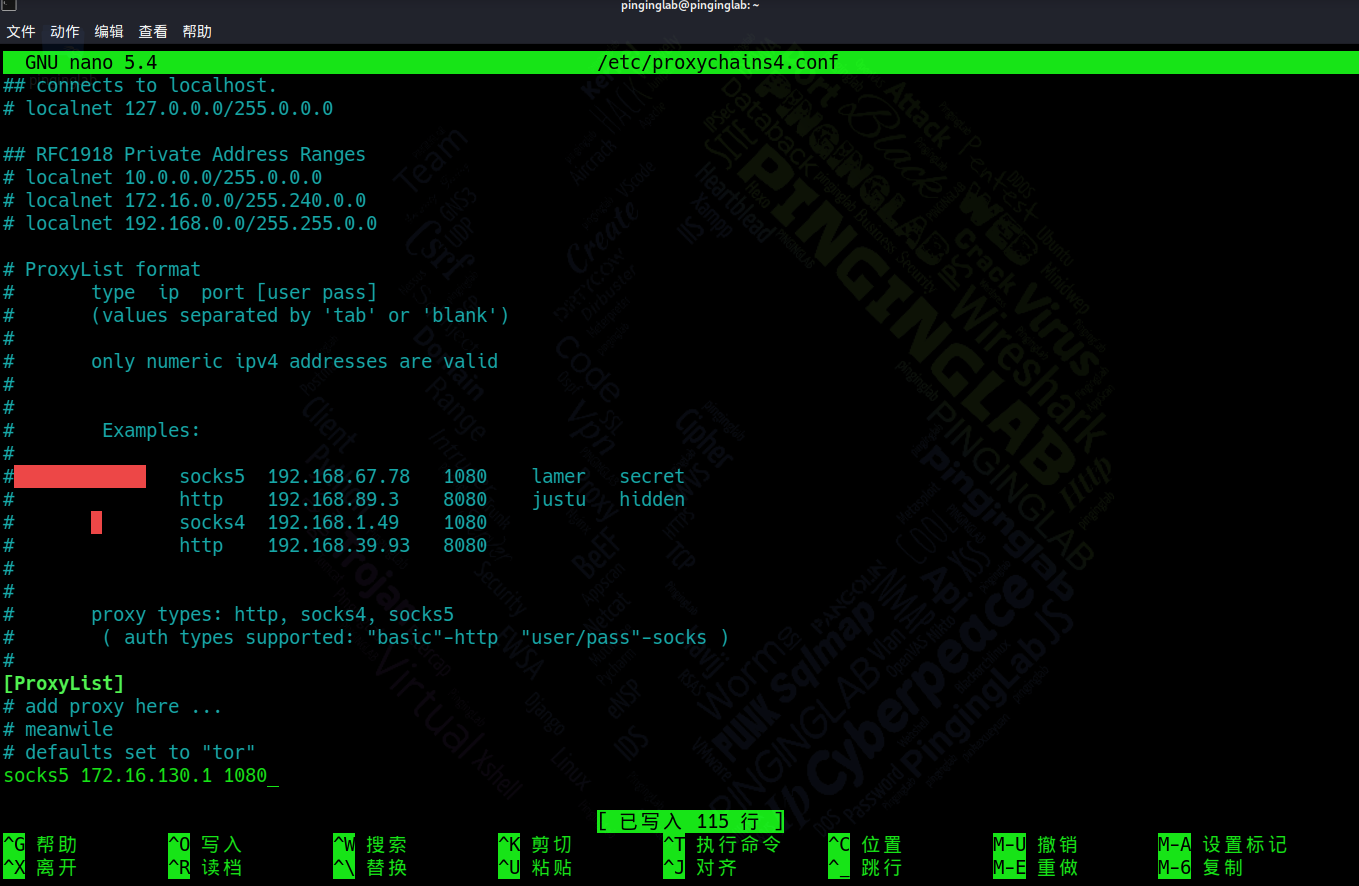 pinginglab@pinginglab: ~
文件 动作 编辑 查看 帮助
GNU nano 5.4 /etc/proxychains4.conf
## connects to localhost.
# localnet 127.0.0.0/255.0.0.0
## RFC1918 Private Address Ranges
# localnet 10.0.0.0/255.0.0.0
# localnet 172.16.0.0/255.240.0.0
# localnet 192.168.0.0/255.255.0.0
# ProxyList format
#       type  ip  port [user pass]
#       (values separated by 'tab' or 'blank')
#
#       only numeric ipv4 addresses are valid
#
#
#        Examples:
#
#               socks5  192.168.67.78   1080    lamer   secret
#               http    192.168.89.3    8080    justu   hidden
#               socks4  192.168.1.49    1080
#               http    192.168.39.93   8080
#
#
#       proxy types: http, socks4, socks5
#        ( auth types supported: "basic"-http  "user/pass"-socks )
#
[ProxyList]
# add proxy here ...
# meanwile
# defaults set to "tor"
socks5 172.16.130.1 1080_
[ 已写入 115 行 ]
^G 帮助 ^O 写入 ^W 搜索 ^K 剪切 ^T 执行命令 ^C 位置 M-U 撤销 M-A 设置标记
^X 离开 ^R 读档 ^\ 替换 ^U 粘贴 ^J 对齐 ^_ 跳行 M-E 重做 M-6 复制